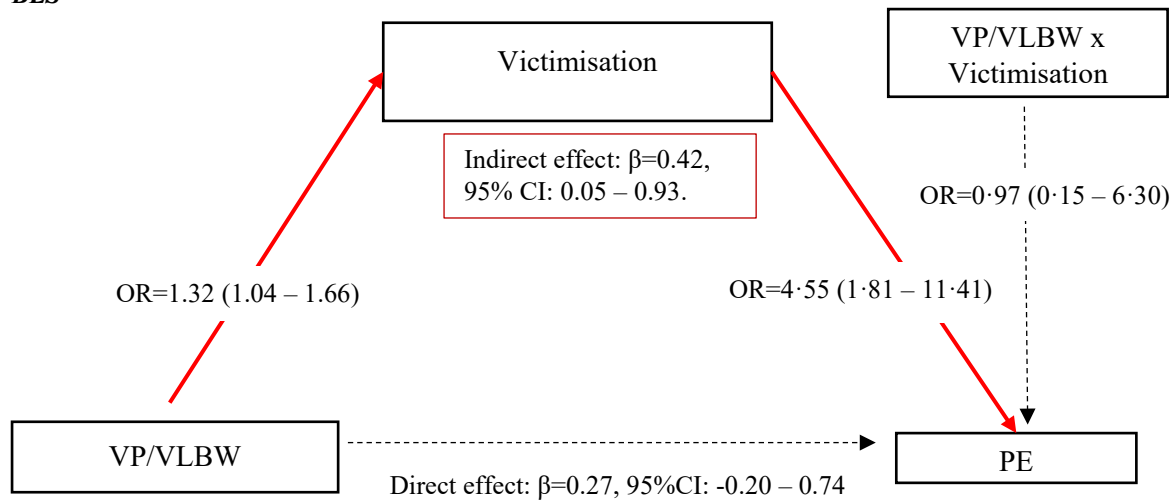 Victimisation
VP/VLBW x
Victimisation
Indirect effect: β=0.42,
95% CI: 0.05 – 0.93.
OR=0·97 (0·15 – 6·30)
OR=1.32 (1.04 – 1.66)
OR=4·55 (1·81 – 11·41)
VP/VLBW
PE
Direct effect: β=0.27, 95%CI: -0.20 – 0.74